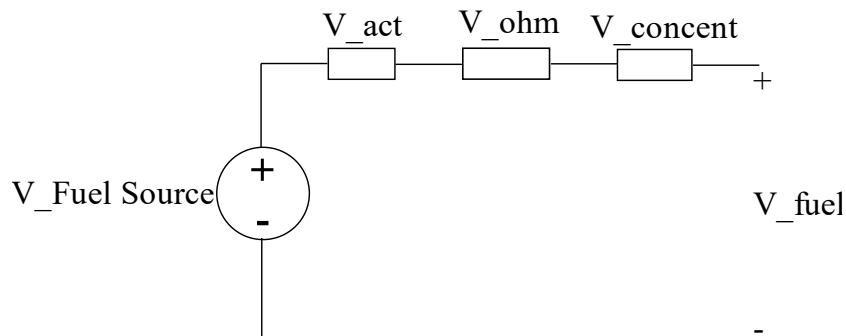 V_act V_ohm V_concent
+
+
V_Fuel Source
-
V_fuel
-